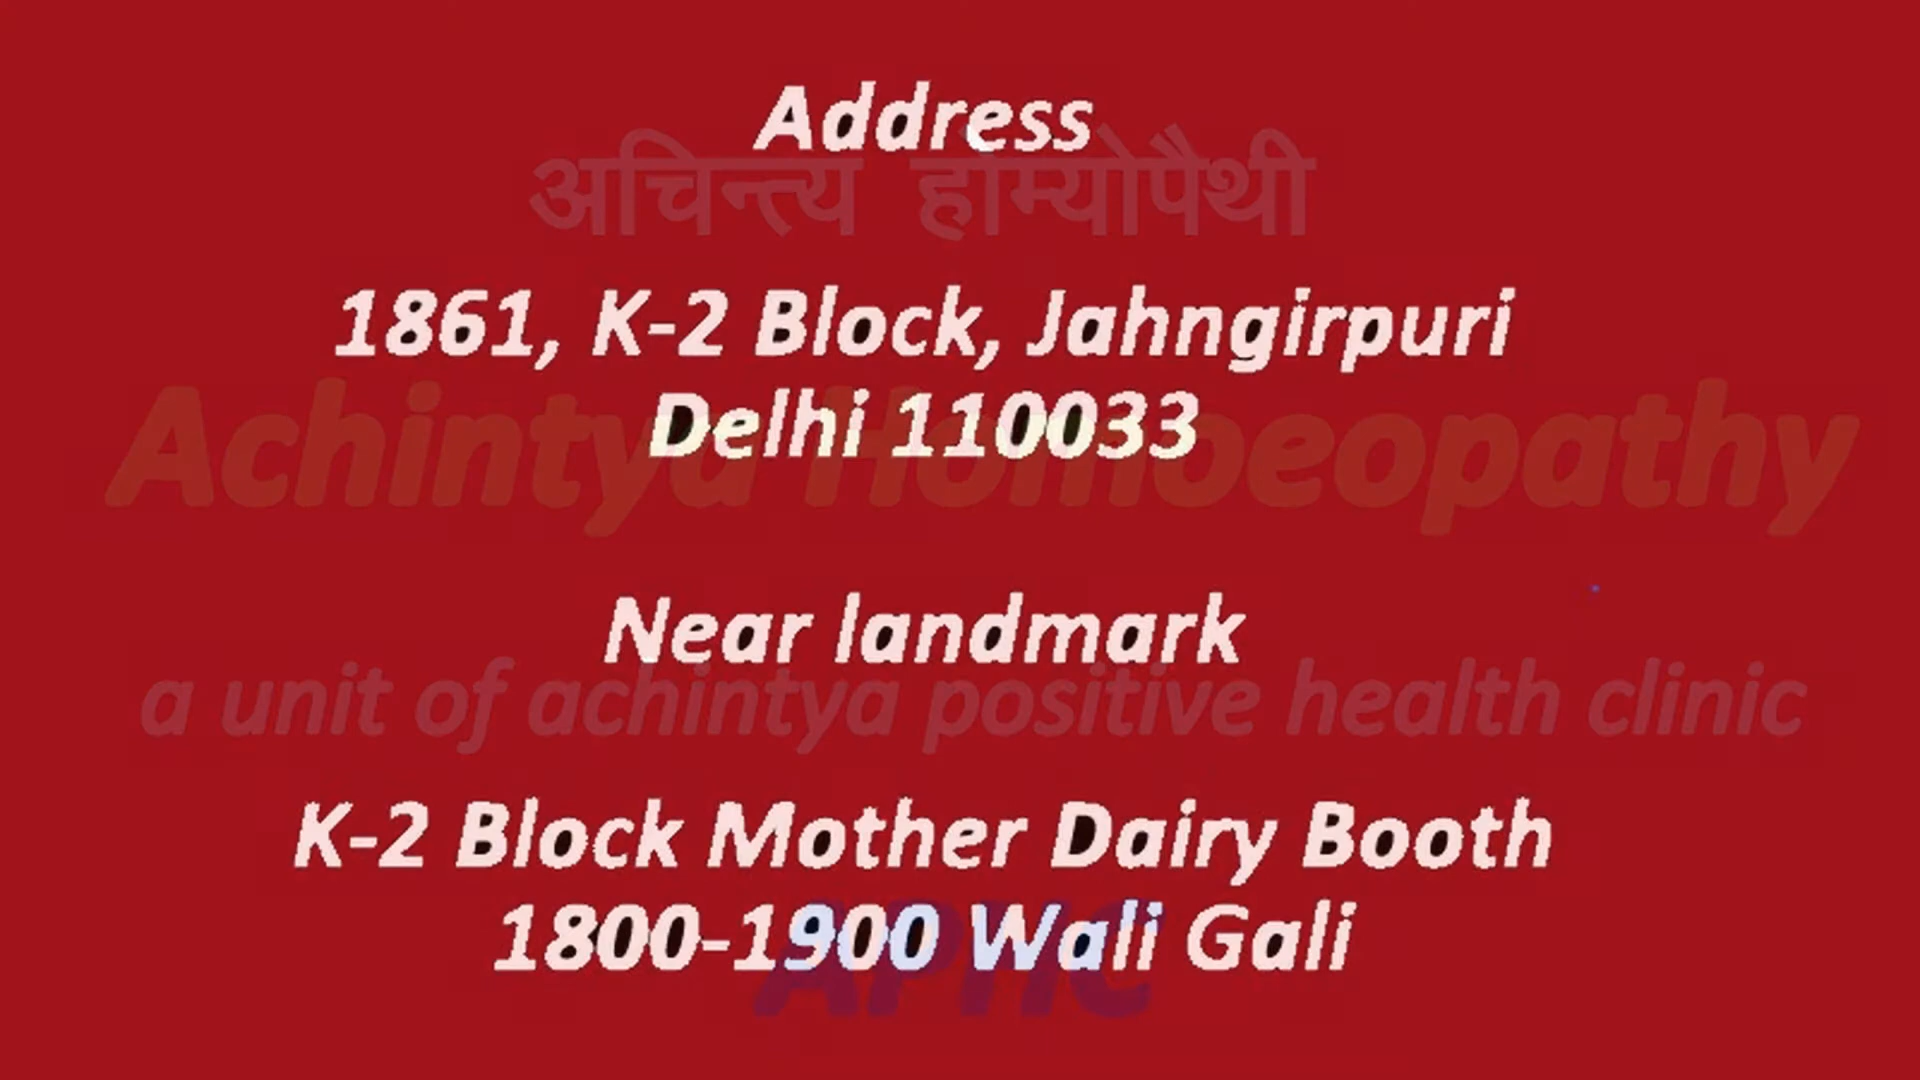 Address
अचिन्त्य होम्योपैथी
1861, K-2 Block, Jahngirpuri
Delhi 110033
Achintya Homoeopathy
Near landmark
a unit of achintya positive health clinic
K-2 Block Mother Dairy Booth
1800-1900 Wali Gali
APHC